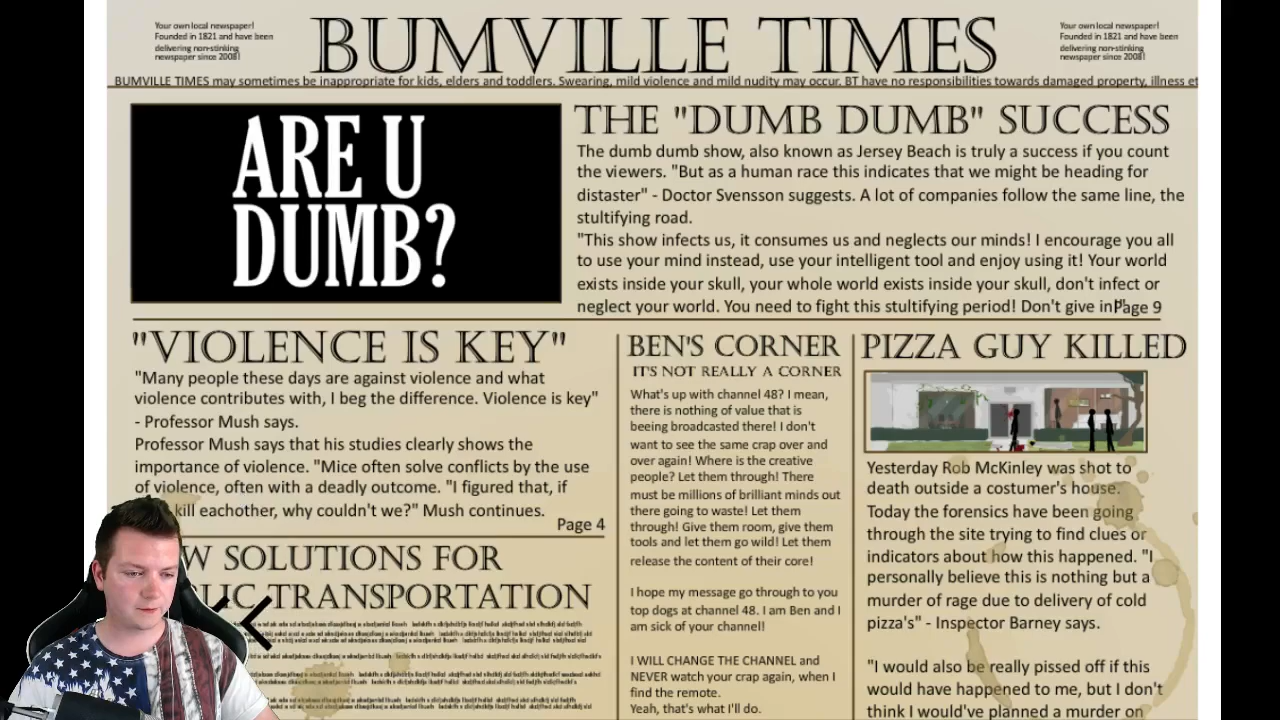 Your own local newspaper!
Founded in 1821 and have been
delivering non-stinking
newspaper since 2008!
BUMVILLE TIMES
Your own local newspaper!
Founded in 1821 and have been
delivering non-stinking
newspaper since 2008!
BUMVILLE TIMES may sometimes be inappropriate for kids, elders and toddlers. Swearing, mild violence and mild nudity may occur. BT have no responsibilities towards damaged property, illness et
ARE U
DUMB?
THE "DUMB DUMB" SUCCESS
The dumb dumb show, also known as Jersey Beach is truly a success if you count
the viewers. "But as a human race this indicates that we might be heading for
distaster" - Doctor Svensson suggests. A lot of companies follow the same line, the
stultifying road.
"This show infects us, it consumes us and neglects our minds! I encourage you all
to use your mind instead, use your intelligent tool and enjoy using it! Your world
exists inside your skull, your whole world exists inside your skull, don't infect or
neglect your world. You need to fight this stultifying period! Don't give in!"
Page 9
"VIOLENCE IS KEY"
"Many people these days are against violence and what
violence contributes with, I beg the difference. Violence is key"
- Professor Mush says.
Professor Mush says that his studies clearly shows the
importance of violence. "Mice often solve conflicts by the use
of violence, often with a deadly outcome. "I figured that, if
kill eachother, why couldn't we?" Mush continues.
Page 4
W SOLUTIONS FOR
LIC TRANSPORTATION
BEN'S CORNER
IT'S NOT REALLY A CORNER
What's up with channel 48? I mean,
there is nothing of value that is
beeing broadcasted there! I don't
want to see the same crap over and
over again! Where is the creative
people? Let them through! There
must be millions of brilliant minds out
there going to waste! Let them
through! Give them room, give them
tools and let them go wild! Let them
release the content of their core!
I hope my message go through to you
top dogs at channel 48. I am Ben and I
am sick of your channel!
I WILL CHANGE THE CHANNEL and
NEVER watch your crap again, when I
find the remote.
Yeah, that's what I'll do.
PIZZA GUY KILLED
Yesterday Rob McKinley was shot to
death outside a costumer's house.
Today the forensics have been going
through the site trying to find clues or
indicators about how this happened. "I
personally believe this is nothing but a
murder of rage due to delivery of cold
pizza's" - Inspector Barney says.
"I would also be really pissed off if this
would have happened to me, but I don't
think I would've planned a murder on